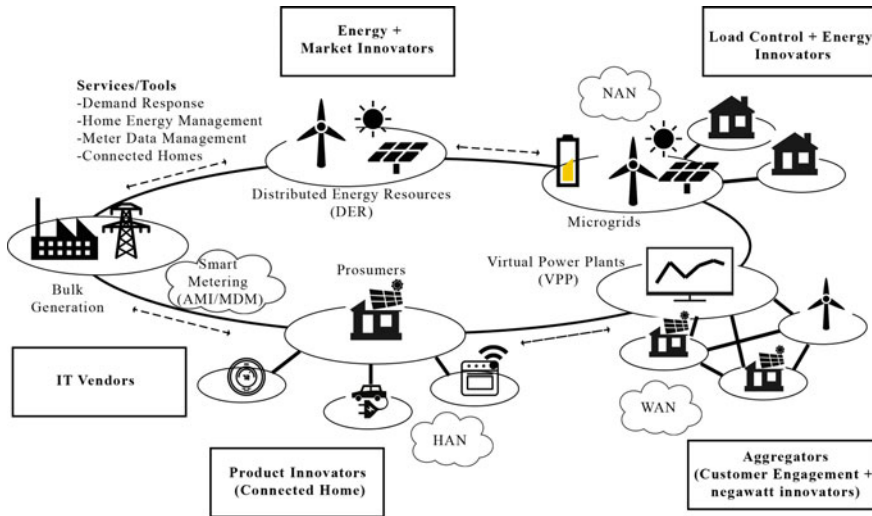 Energy +
Market Innovators
Load Control + Energy
Innovators
Services/Tools
-Demand Response
-Home Energy Management
-Meter Data Management
-Connected Homes
NAN
Distributed Energy Resources
(DER)
Microgrids
Bulk
Generation
Smart
Metering
(AMI/MDM)
Prosumers
Virtual Power Plants
(VPP)
IT Vendors
HAN
WAN
Product Innovators
(Connected Home)
Aggregators
(Customer Engagement +
negawatt innovators)